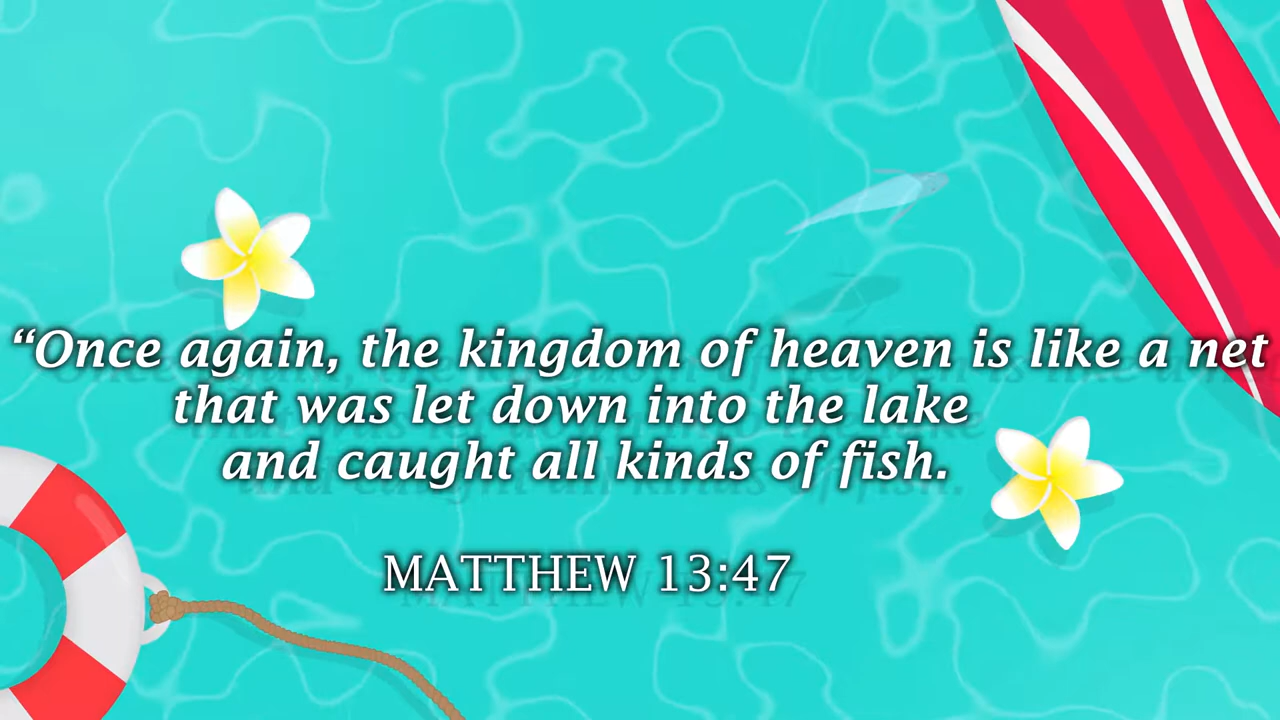 “Once again, the kingdom of heaven is like a net
that was let down into the lake
and caught all kinds of fish.
MATTHEW 13:47